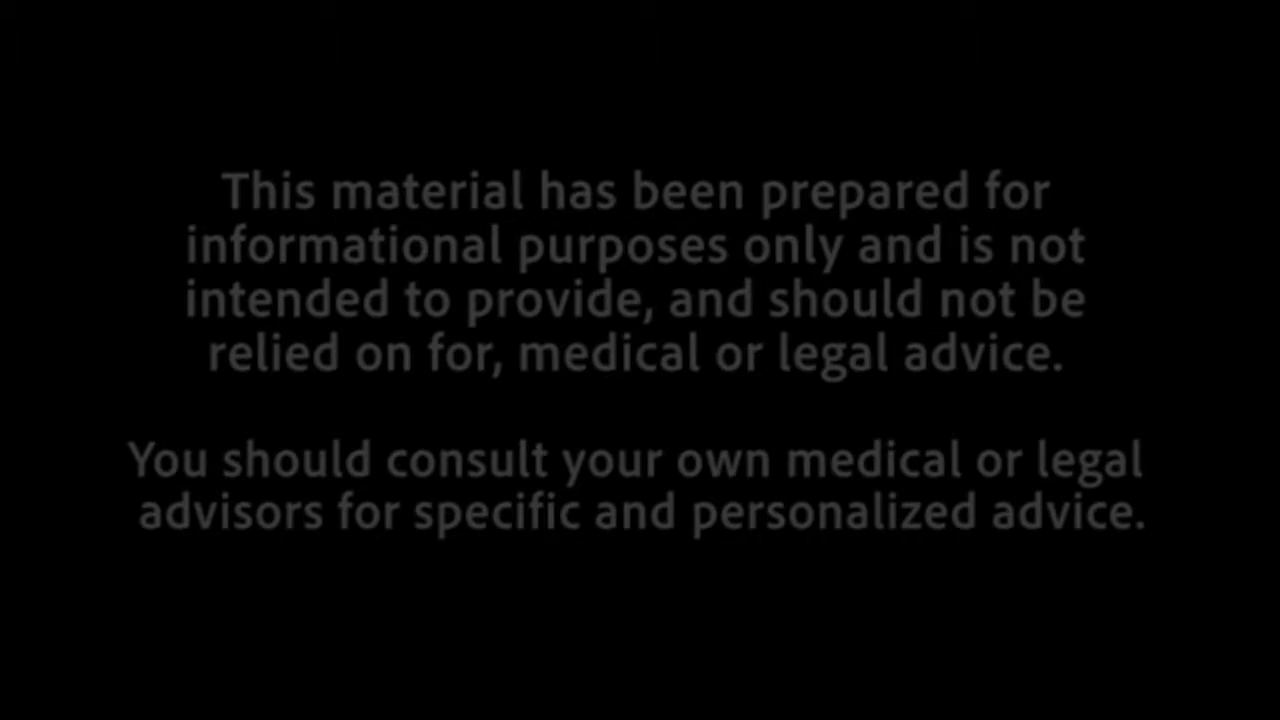 This material has been prepared for
informational purposes only and is not
intended to provide, and should not be
relied on for, medical or legal advice.
You should consult your own medical or legal
advisors for specific and personalized advice.